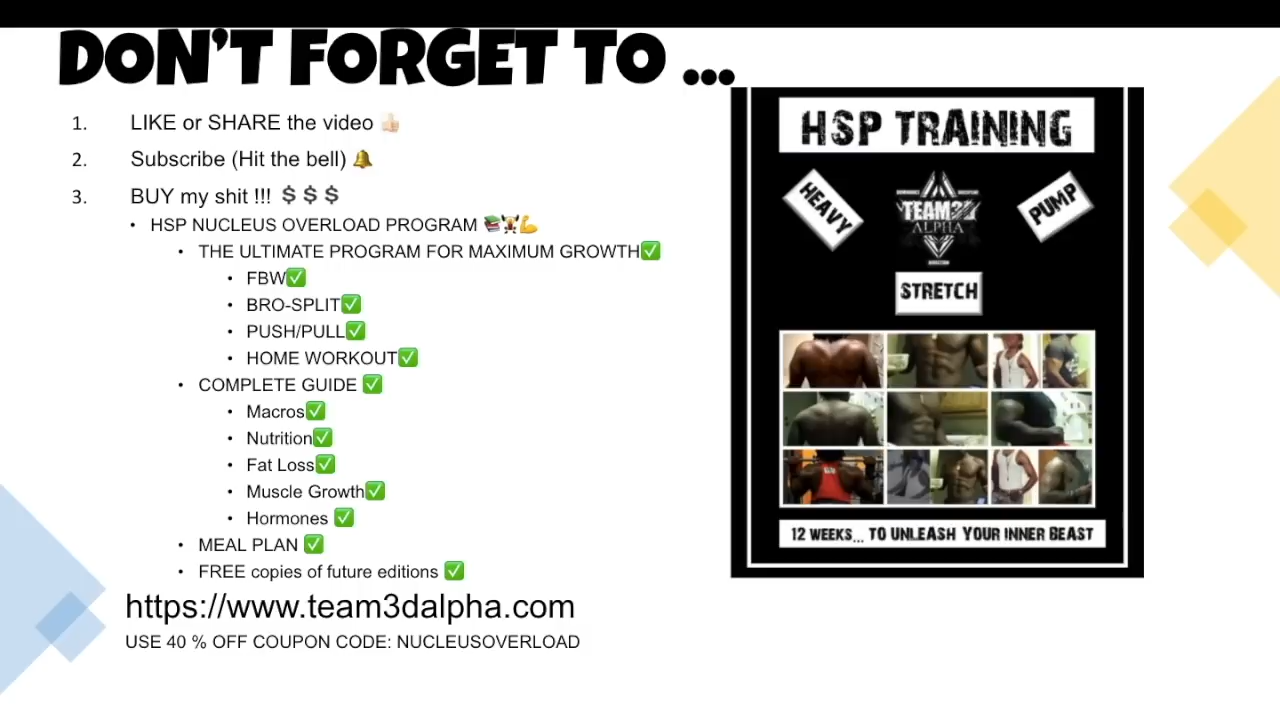 DON'T FORGET TO ...
1. LIKE or SHARE the video 👍🏻
2. Subscribe (Hit the bell) 🔔
3. BUY my shit !!! $ $ $
• HSP NUCLEUS OVERLOAD PROGRAM 📚🏋🏿💪
• THE ULTIMATE PROGRAM FOR MAXIMUM GROWTH✅
• FBW✅
• BRO-SPLIT✅
• PUSH/PULL✅
• HOME WORKOUT✅
• COMPLETE GUIDE ✅
• Macros✅
• Nutrition✅
• Fat Loss✅
• Muscle Growth✅
• Hormones ✅
• MEAL PLAN ✅
• FREE copies of future editions ✅
https://www.team3dalpha.com
USE 40 % OFF COUPON CODE: NUCLEUSOVERLOAD
HSP TRAINING
HEAVY
TEAM3D
ALPHA
PUMP
STRETCH
12 WEEKS... TO UNLEASH YOUR INNER BEAST